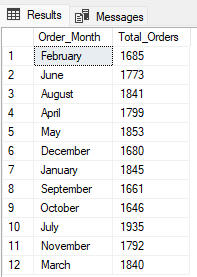 Results Messages
Order_Month Total_Orders
1 February 1685
2 June 1773
3 August 1841
4 April 1799
5 May 1853
6 December 1680
7 January 1845
8 September 1661
9 October 1646
10 July 1935
11 November 1792
12 March 1840